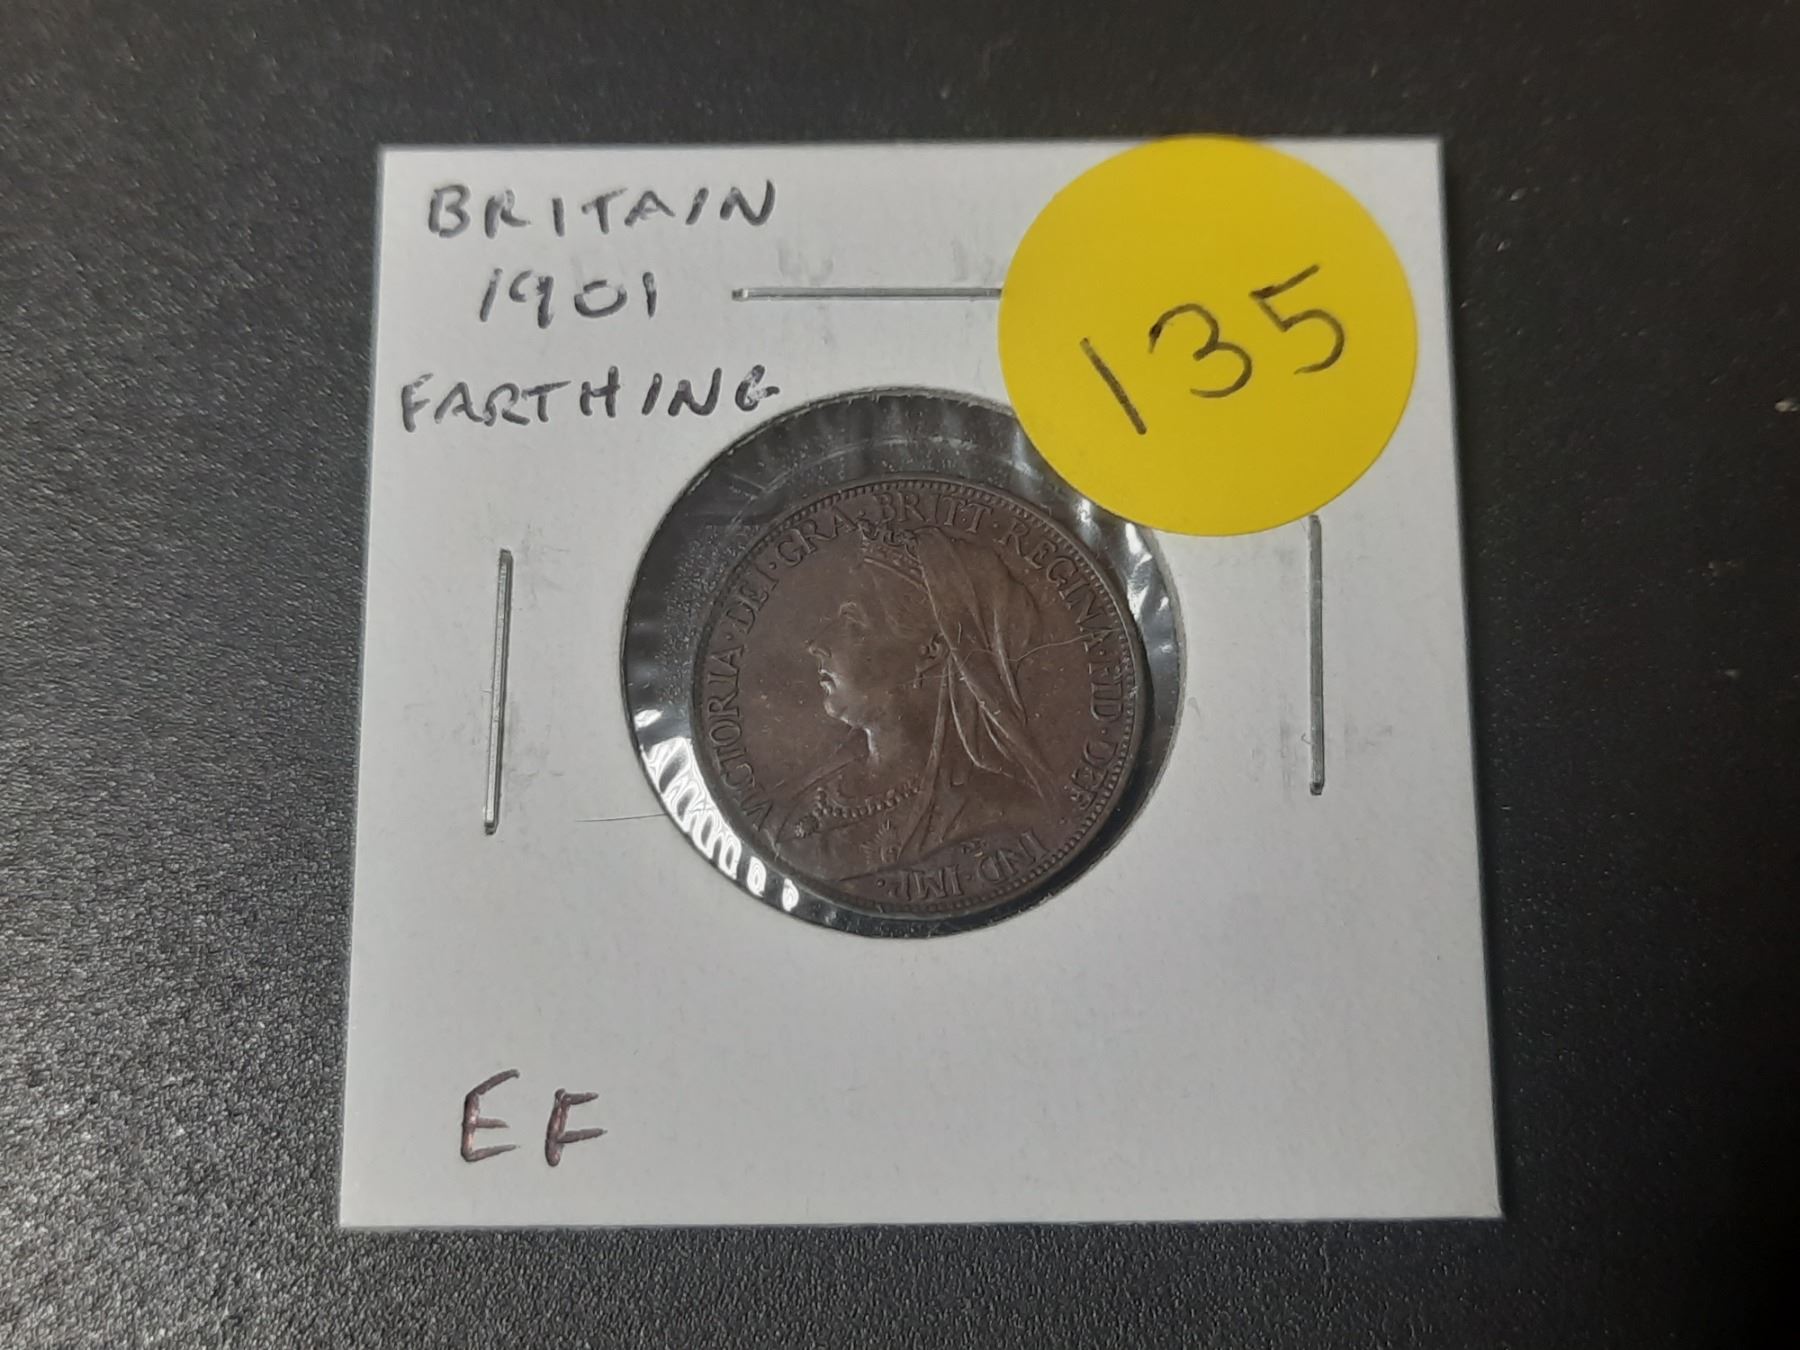 BRITAIN
1901
FARTHING
135
VICTORIA·DEI·GRA·BRITT·REGINA·FID·DEF·
IND·IMP·
EF